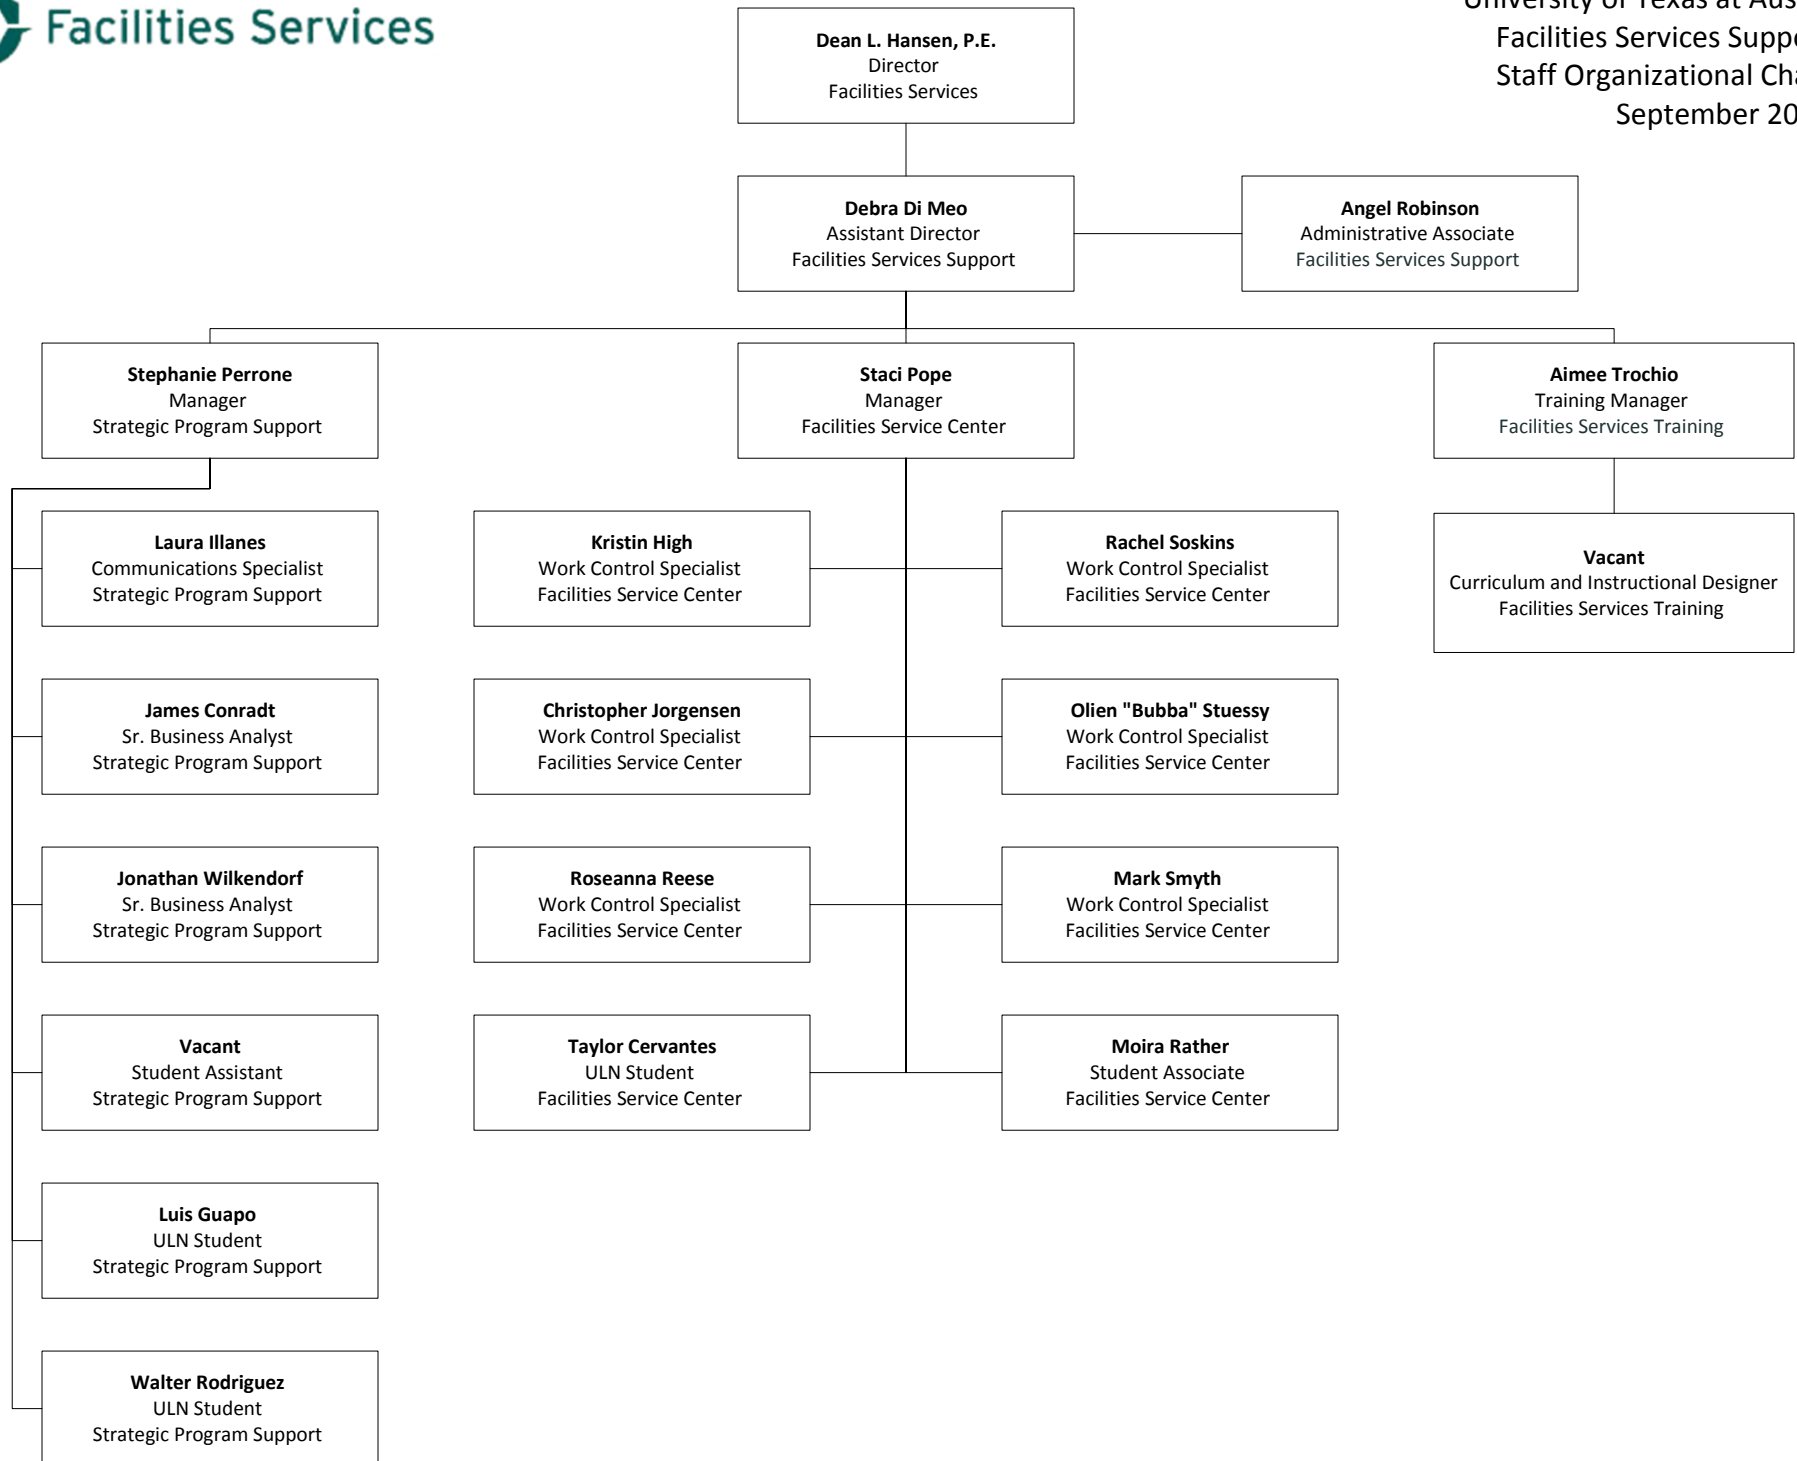 Facilities Services
University of Texas at
Facilities Services
Staff Organizational
September
Dean L. Hansen, P.E.
Director
Facilities Services
Debra Di Meo
Assistant Director
Facilities Services Support
Angel Robinson
Administrative Associate
Facilities Services Support
Stephanie Perrone
Manager
Strategic Program Support
Staci Pope
Manager
Facilities Service Center
Aimee Trochio
Training Manager
Facilities Services Training
Laura Illanes
Communications Specialist
Strategic Program Support
James Conradt
Sr. Business Analyst
Strategic Program Support
Jonathan Wilkendorf
Sr. Business Analyst
Strategic Program Support
Vacant
Student Assistant
Strategic Program Support
Luis Guapo
ULN Student
Strategic Program Support
Walter Rodriguez
ULN Student
Strategic Program Support
Kristin High
Work Control Specialist
Facilities Service Center
Christopher Jorgensen
Work Control Specialist
Facilities Service Center
Roseanna Reese
Work Control Specialist
Facilities Service Center
Taylor Cervantes
ULN Student
Facilities Service Center
Rachel Soskins
Work Control Specialist
Facilities Service Center
Olien "Bubba" Stuessy
Work Control Specialist
Facilities Service Center
Mark Smyth
Work Control Specialist
Facilities Service Center
Moira Rather
Student Associate
Facilities Service Center
Vacant
Curriculum and Instructional Designer
Facilities Services Training